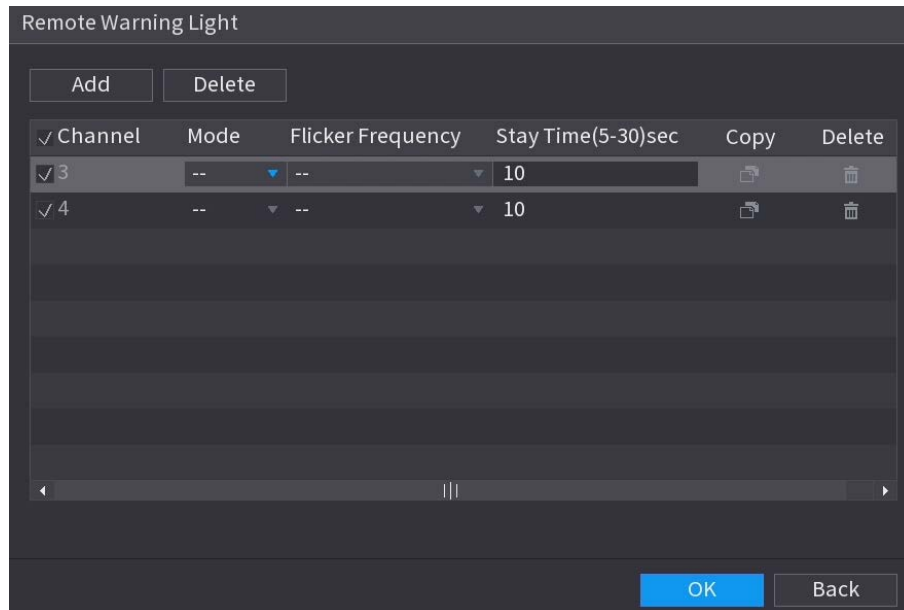 Remote Warning Light
Add Delete
Channel Mode Flicker Frequency Stay Time(5-30)sec Copy Delete
3 -- -- 10
4 -- -- 10
OK Back